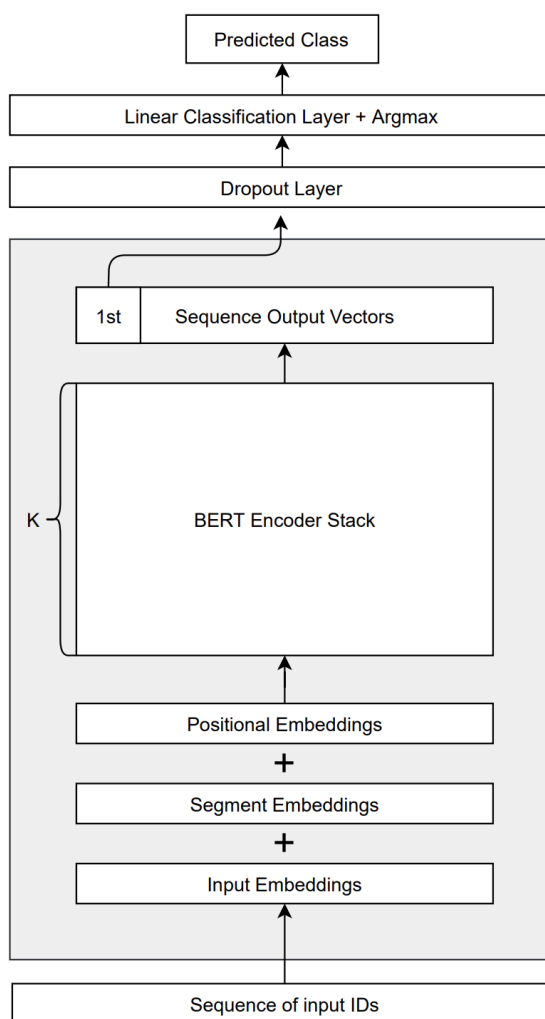 Predicted Class
Linear Classification Layer + Argmax
Dropout Layer
1st
Sequence Output Vectors
K
BERT Encoder Stack
Positional Embeddings
+
Segment Embeddings
+
Input Embeddings
Sequence of input IDs